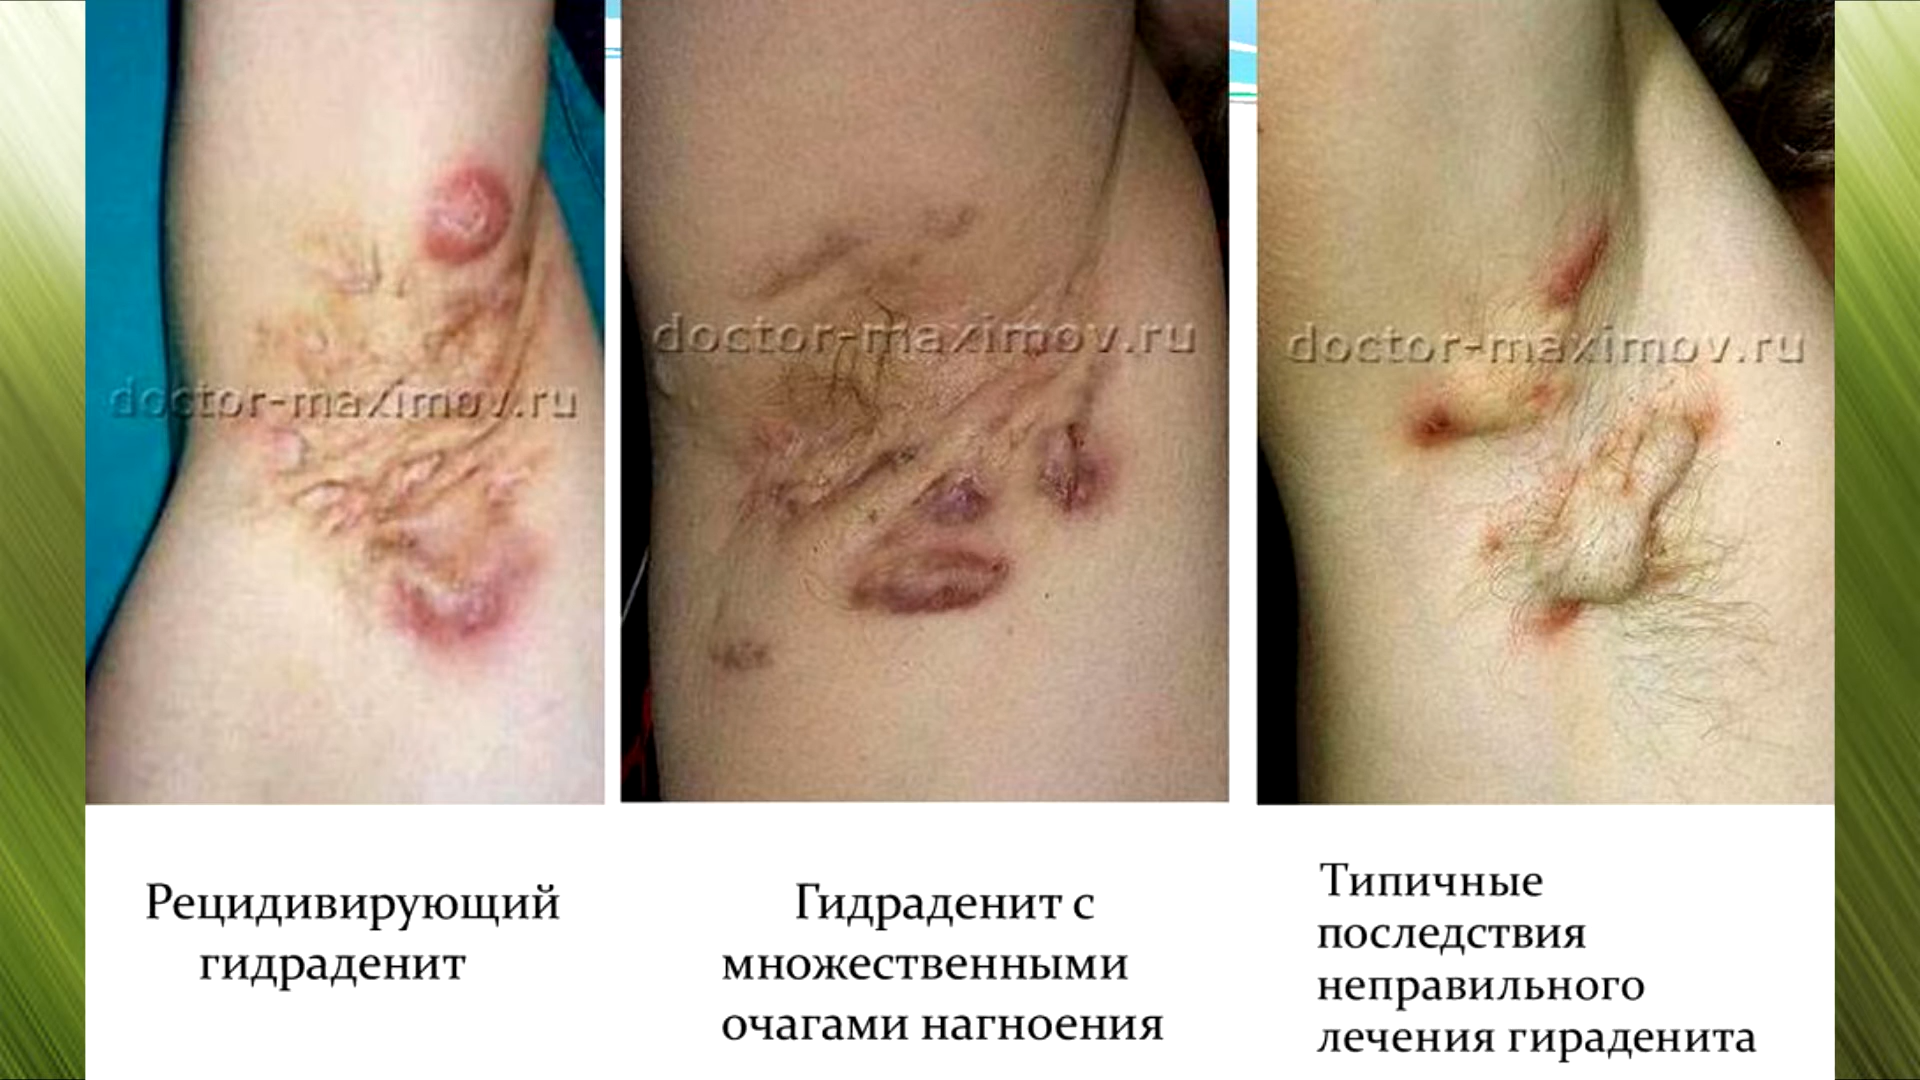 doctor-maximov.ru
doctor-maximov.ru
doctor-maximov.ru
Рецидивирующий
гидраденит
Гидраденит с
множественными
очагами нагноения
Типичные
последствия
неправильного
лечения гираденита